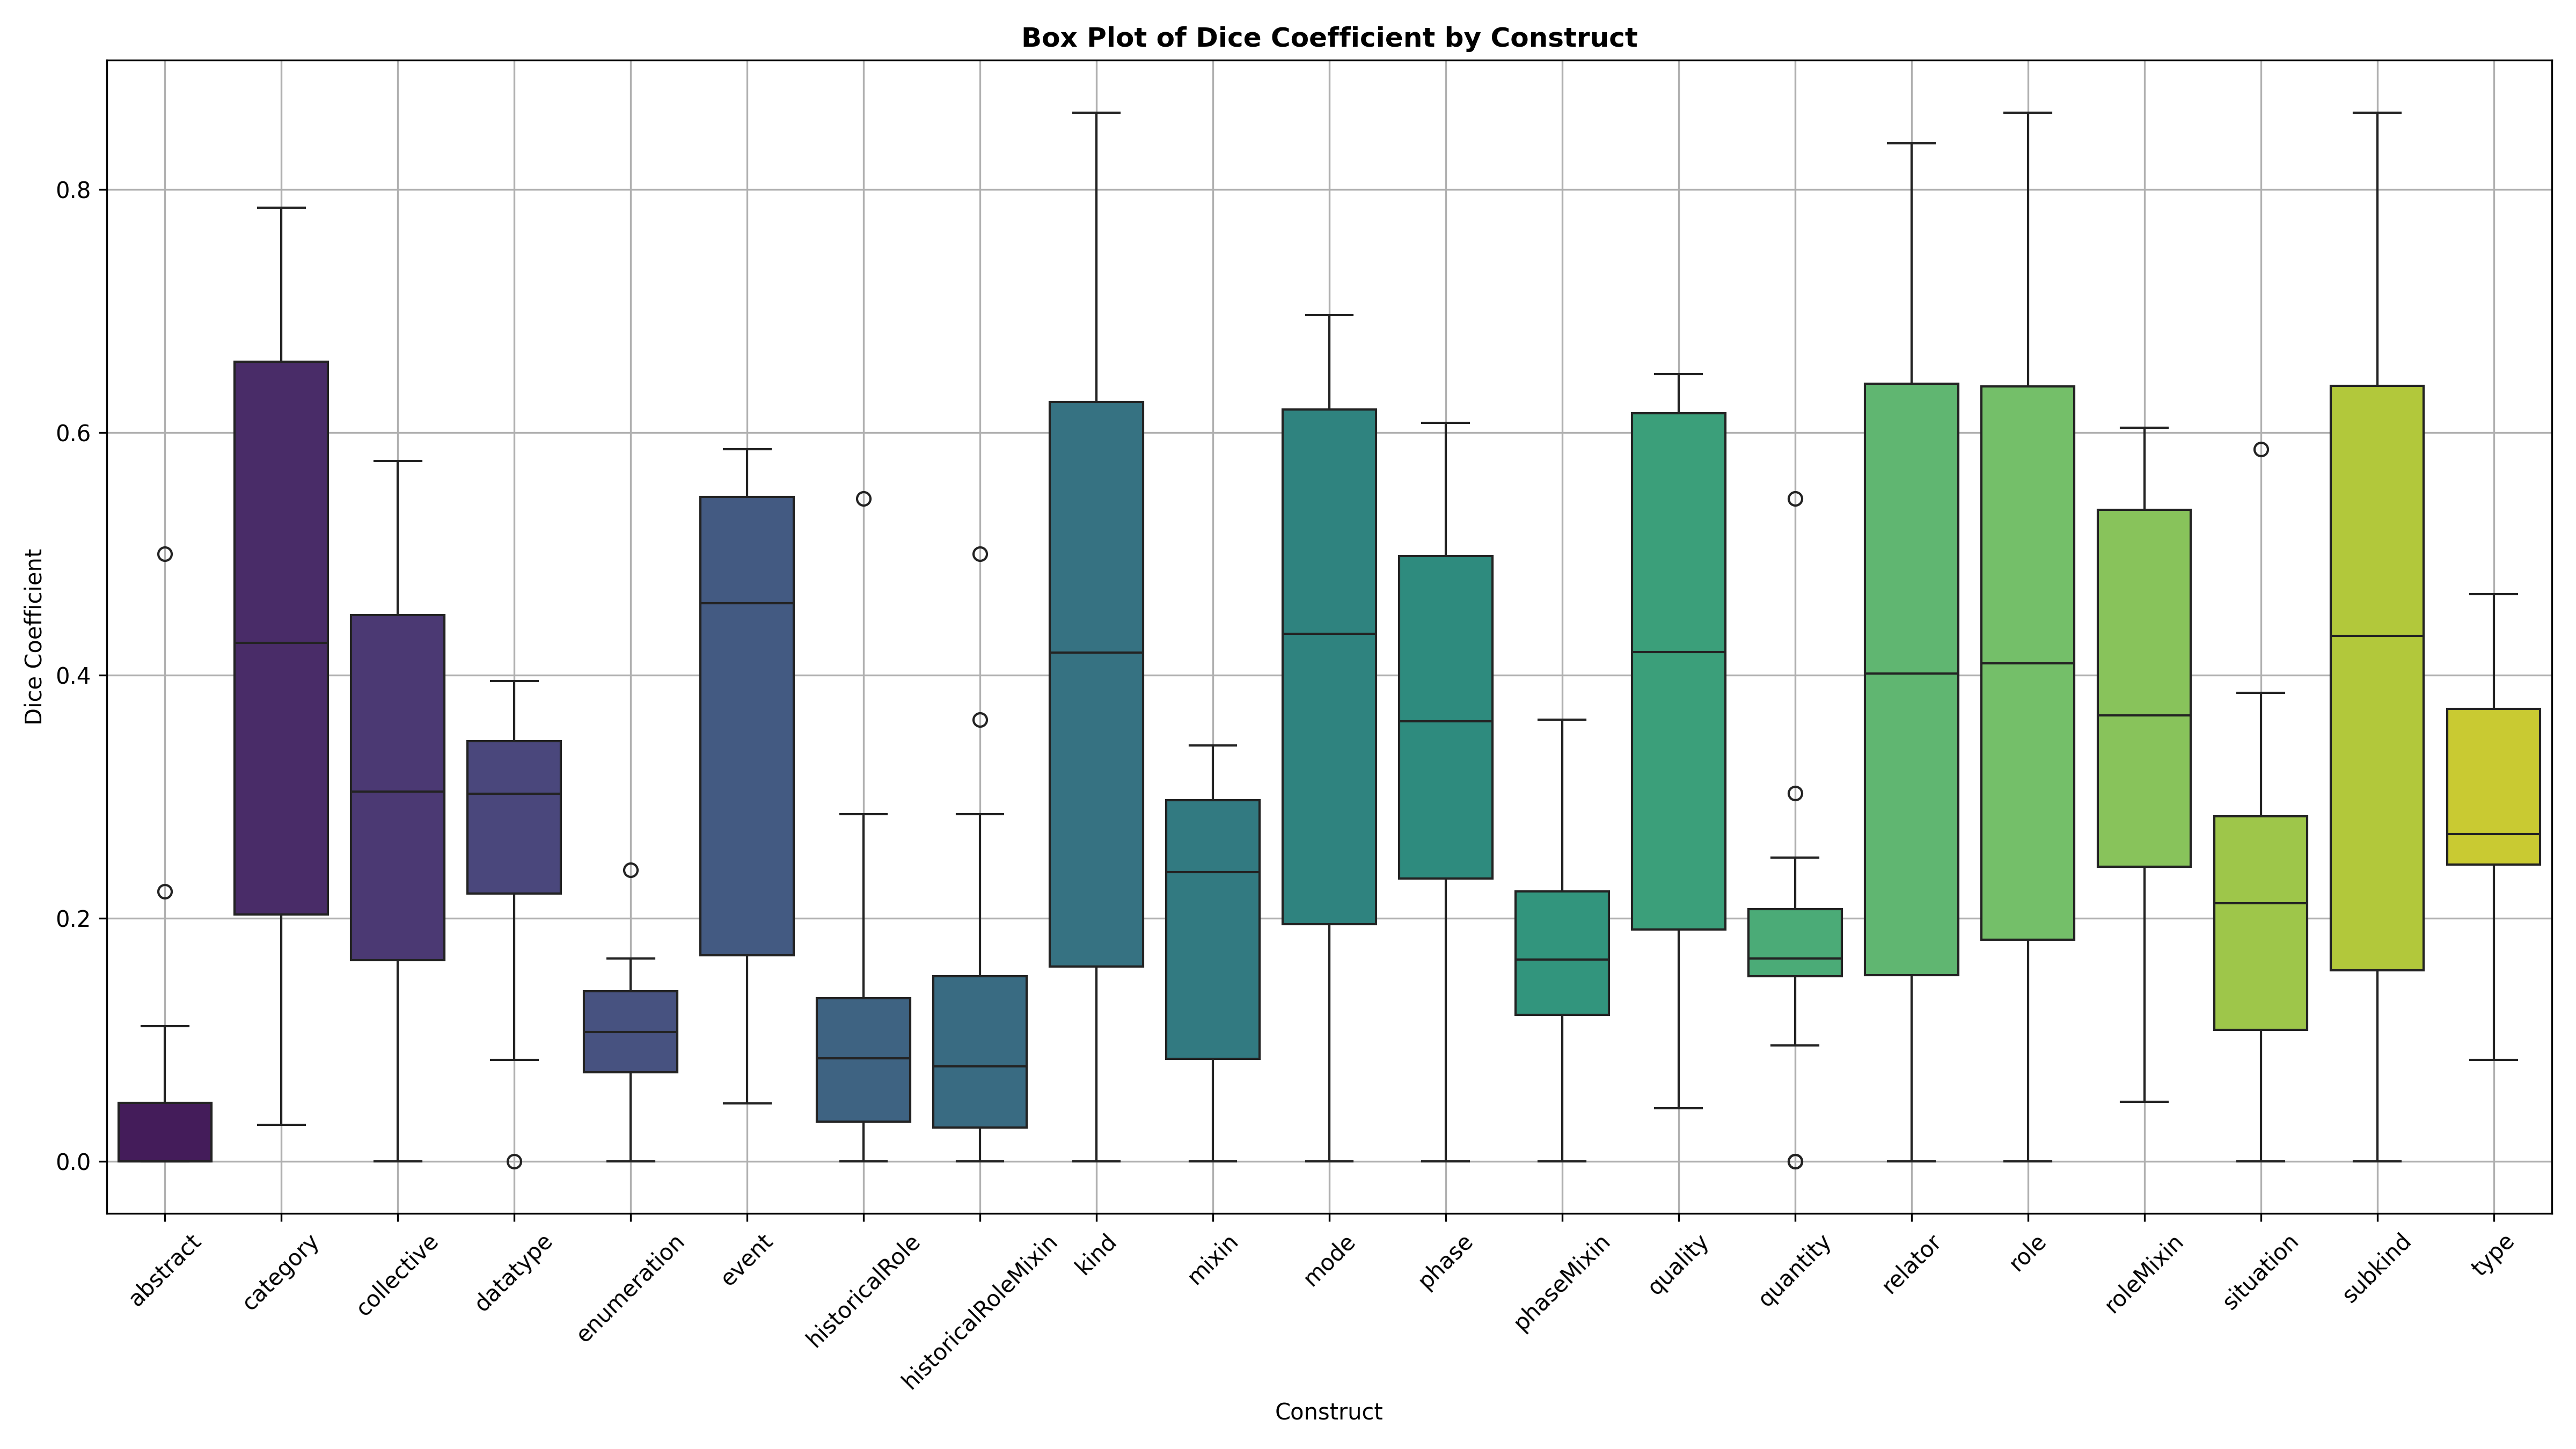 Box Plot of Dice Coefficient by Construct
Dice Coefficient
0.8
0.6
0.4
0.2
0.0
abstract
category
collective
datatype
enumeration
event
historicalRole
historicalRoleMixin
kind
mixin
mode
phase
phaseMixin
quality
quantity
relator
role
roleMixin
situation
subkind
type
Construct